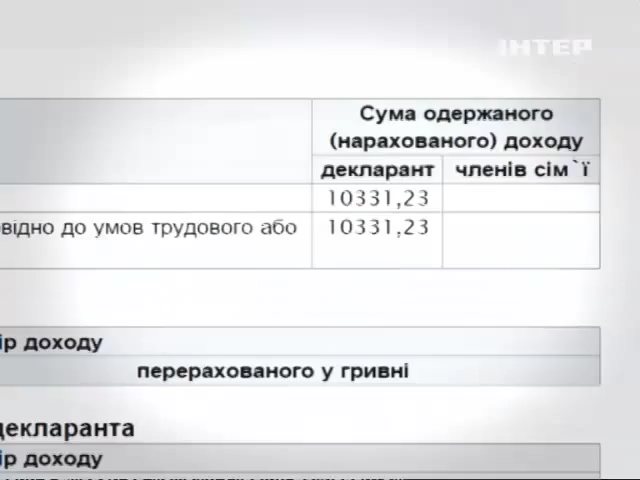 ІНТЕР
Сума одержаного
(нарахованого) доходу
декларант членів сім`ї
10331,23
відно до умов трудового або 10331,23
ір доходу
перерахованого у гривні
декларанта
ір доходу